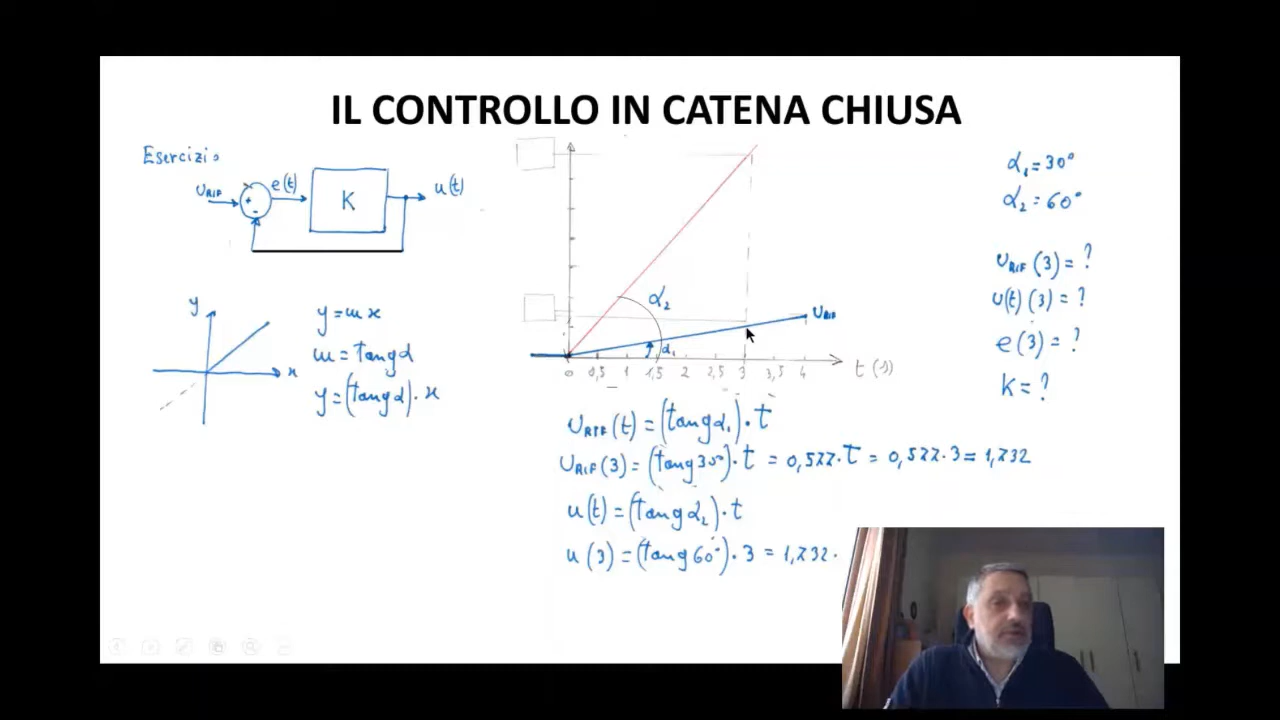 IL CONTROLLO IN CATENA CHIUSA
Esercizio
URIF + - e(t) K u(t)
y
x
y = m x
m = tang α
y = (tang α) · x
α2
α1
URIF
0 0,5 1 1,5 2 2,5 3 3,5 4
t (s)
α1 = 30°
α2 = 60°
URIF (3) = ?
u(t) (3) = ?
e (3) = ?
K = ?
URIF (t) = (tang α1) · t
URIF (3) = (tang 30°) · t = 0,577 · t = 0,577 · 3 = 1,732
u(t) = (tang α2) · t
u (3) = (tang 60°) · 3 = 1,732 ·